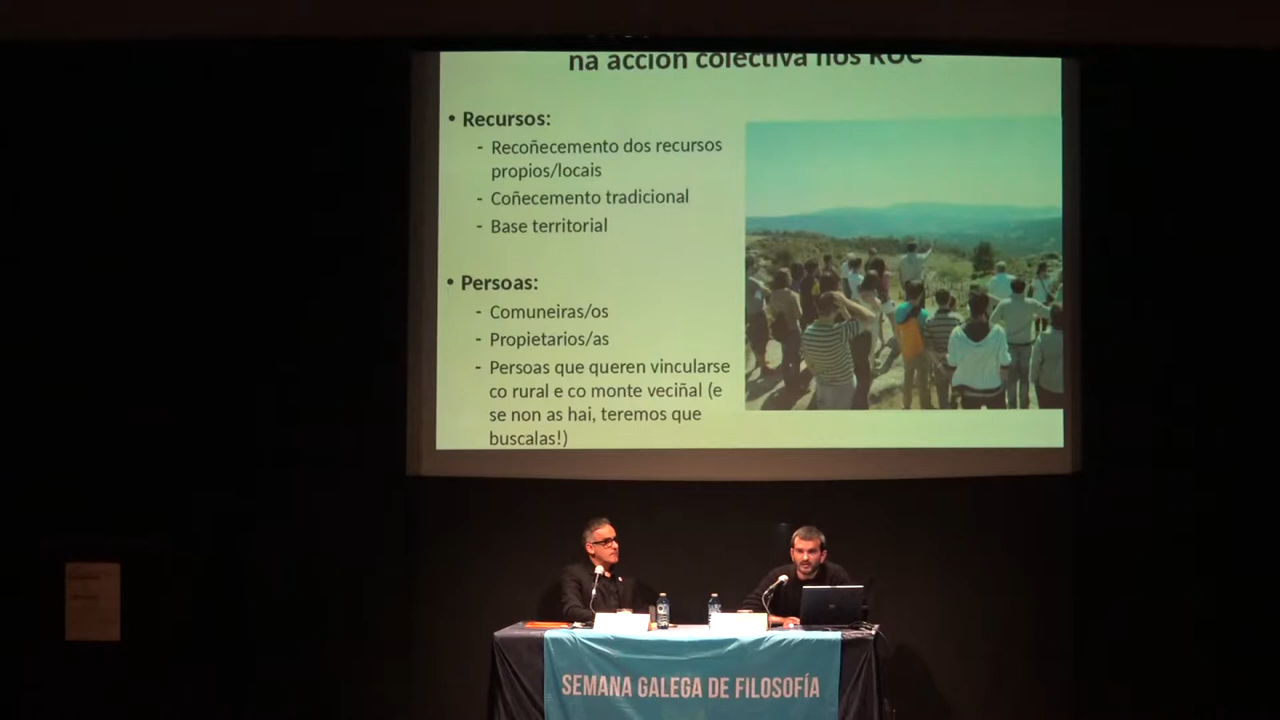 na acción colectiva nos RUC
• Recursos:
- Recoñecemento dos recursos
propios/locais
- Coñecemento tradicional
- Base territorial
• Persoas:
- Comuneiras/os
- Propietarios/as
- Persoas que queren vincularse
co rural e co monte veciñal (e
se non as hai, teremos que
buscalas!)
SEMANA GALEGA DE FILOSOFÍA